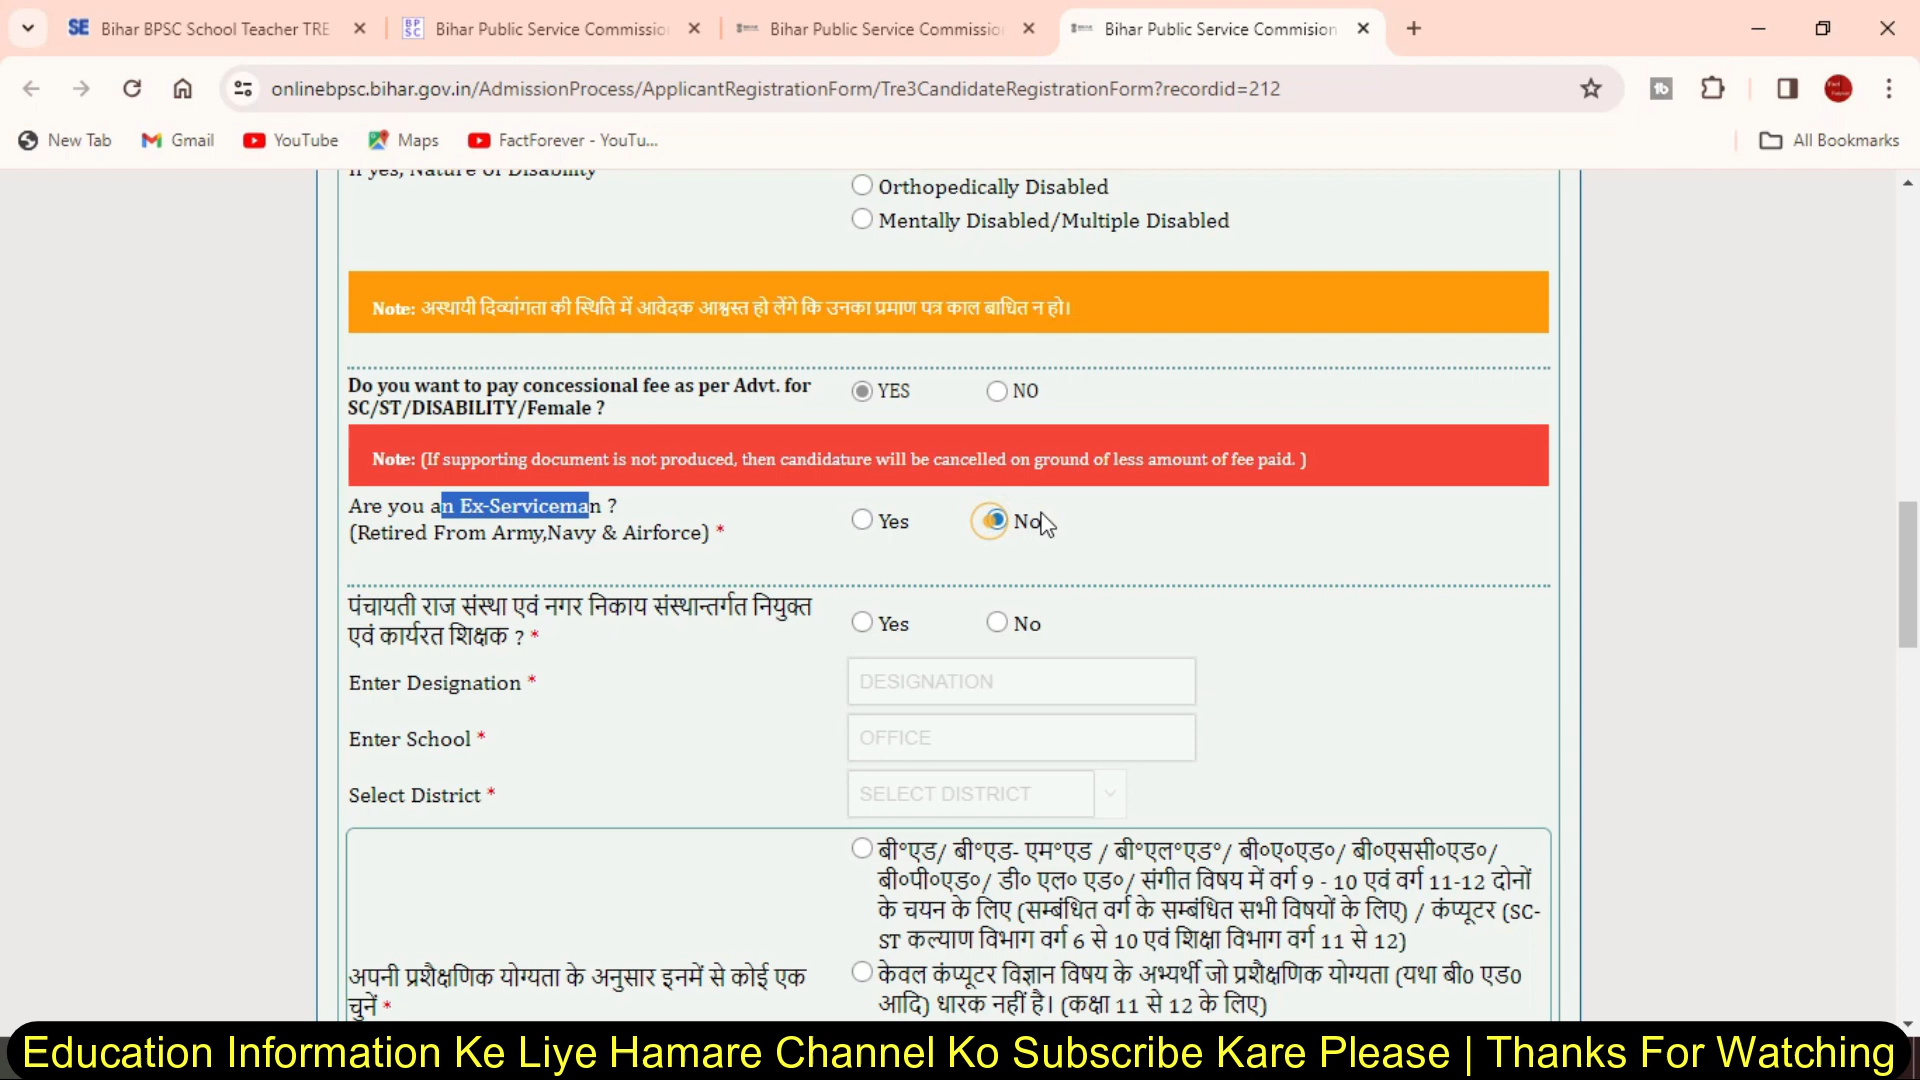 SE Bihar BPSC School Teacher TRE
BPSC Bihar Public Service Commissio
Bihar Public Service Commissio
Bihar Public Service Commision
onlinebpsc.bihar.gov.in/AdmissionProcess/ApplicantRegistrationForm/Tre3CandidateRegistrationForm?recordid=212
New Tab Gmail YouTube Maps FactForever - YouTu... All Bookmarks
If yes, Nature of Disability
Orthopedically Disabled
Mentally Disabled/Multiple Disabled
Note: अस्थायी दिव्यांगता की स्थिति में आवेदक आश्वस्त हो लेंगे कि उनका प्रमाण पत्र काल बाधित न हो।
Do you want to pay concessional fee as per Advt. for
SC/ST/DISABILITY/Female ?
YES NO
Note: (If supporting document is not produced, then candidature will be cancelled on ground of less amount of fee paid. )
Are you an Ex-Serviceman ?
(Retired From Army,Navy & Airforce) *
Yes No
पंचायती राज संस्था एवं नगर निकाय संस्थान्तर्गत नियुक्त
एवं कार्यरत शिक्षक ? *
Yes No
Enter Designation * DESIGNATION
Enter School * OFFICE
Select District * SELECT DISTRICT
अपनी प्रशैक्षणिक योग्यता के अनुसार इनमें से कोई एक
चुनें *
बी°एड/ बी°एड- एम°एड / बी°एल°एड°/ बी०ए०एड०/ बी०एससी०एड०/
बी०पी०एड०/ डी० एल० एड०/ संगीत विषय में वर्ग 9 - 10 एवं वर्ग 11-12 दोनों
के चयन के लिए (सम्बंधित वर्ग के सम्बंधित सभी विषयों के लिए) / कंप्यूटर (SC-
ST कल्याण विभाग वर्ग 6 से 10 एवं शिक्षा विभाग वर्ग 11 से 12)
केवल कंप्यूटर विज्ञान विषय के अभ्यर्थी जो प्रशैक्षणिक योग्यता (यथा बी0 एड0
आदि) धारक नहीं है। (कक्षा 11 से 12 के लिए)
Education Information Ke Liye Hamare Channel Ko Subscribe Kare Please | Thanks For Watching